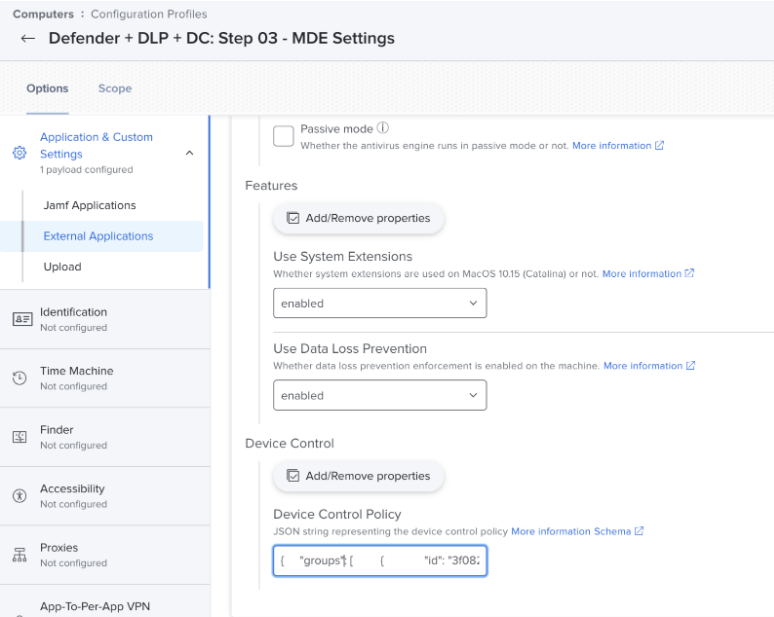 Computers : Configuration Profiles
← Defender + DLP + DC: Step 03 - MDE Settings
Options Scope
Application & Custom
Settings
1 payload configured
Jamf Applications
External Applications
Upload
Identification
Not configured
Time Machine
Not configured
Finder
Not configured
Accessibility
Not configured
Proxies
Not configured
App-To-Per-App VPN
Passive mode
Whether the antivirus engine runs in passive mode or not. More information
Features
Add/Remove properties
Use System Extensions
Whether system extensions are used on MacOS 10.15 (Catalina) or not. More information
enabled
Use Data Loss Prevention
Whether data loss prevention enforcement is enabled on the machine. More information
enabled
Device Control
Add/Remove properties
Device Control Policy
JSON string representing the device control policy More information Schema
{ "groups": [ { "id": "3f082